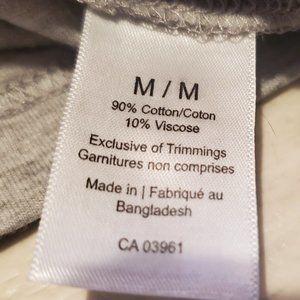 M / M
90% Cotton/Coton
10% Viscose
Exclusive of Trimmings
Garnitures non comprises
Made in | Fabriqué au
Bangladesh
CA 03961